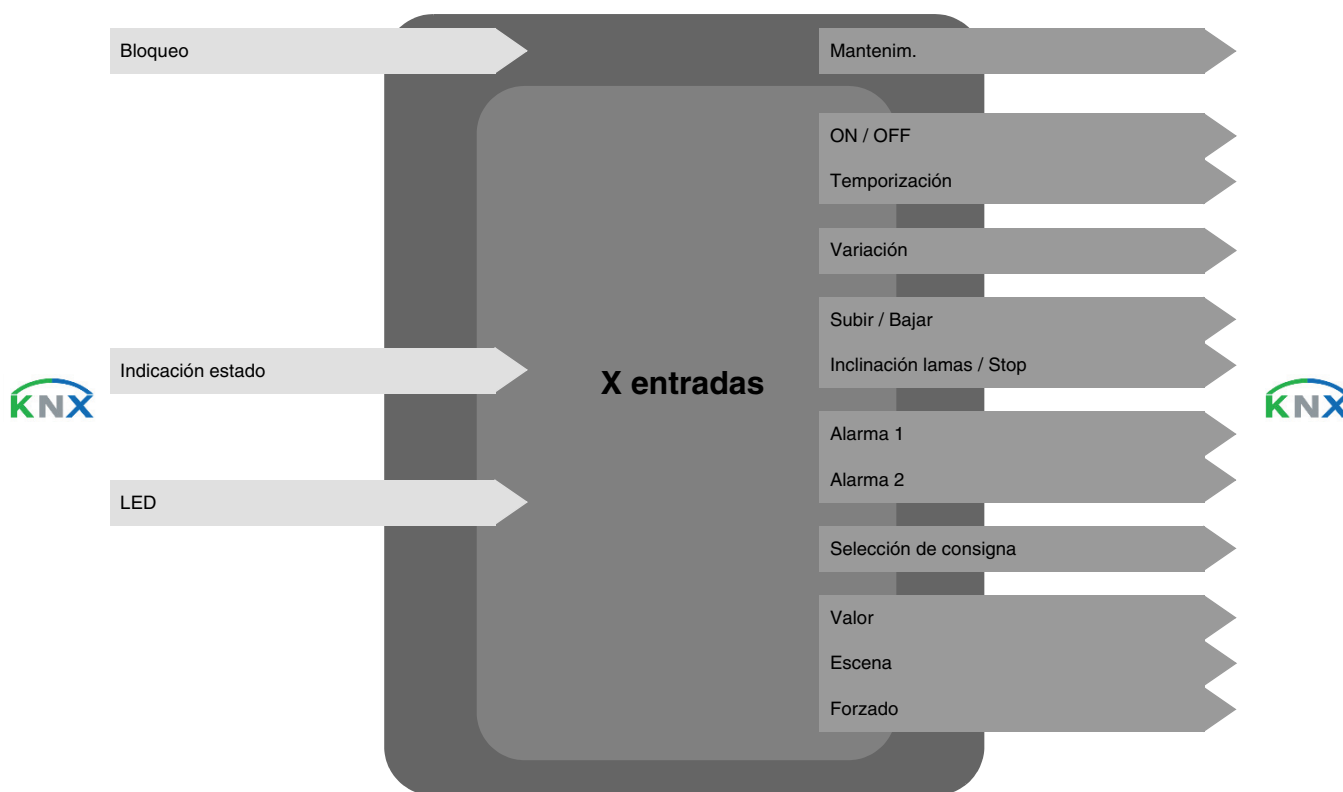 Bloqueo
Mantenim.
ON / OFF
Temporización
Variación
Subir / Bajar
Indicación estado
Inclinación lamas / Stop
X entradas
KNX
KNX
Alarma 1
Alarma 2
LED
Selección de consigna
Valor
Escena
Forzado